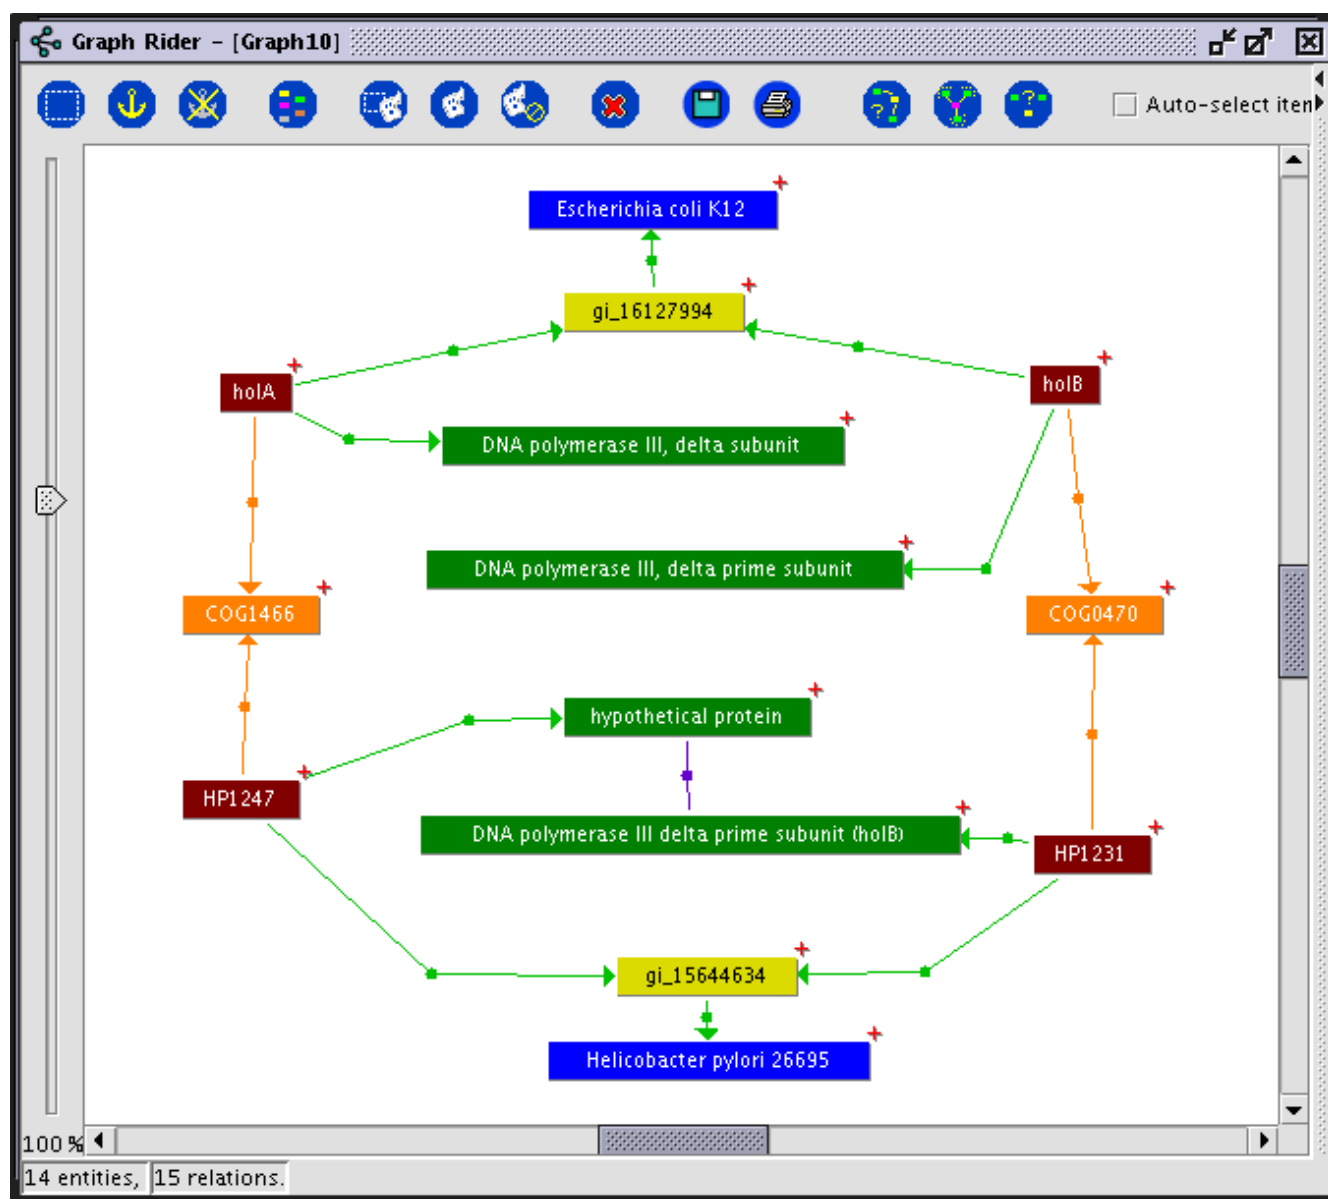 Graph Rider - [Graph10]
Auto-select iten
Escherichia coli K12
gi_16127994
holA
holB
DNA polymerase III, delta subunit
DNA polymerase III, delta prime subunit
COG1466
COG0470
hypothetical protein
HP1247
DNA polymerase III delta prime subunit (holB)
HP1231
gi_15644634
Helicobacter pylori 26695
100 %
14 entities, 15 relations.